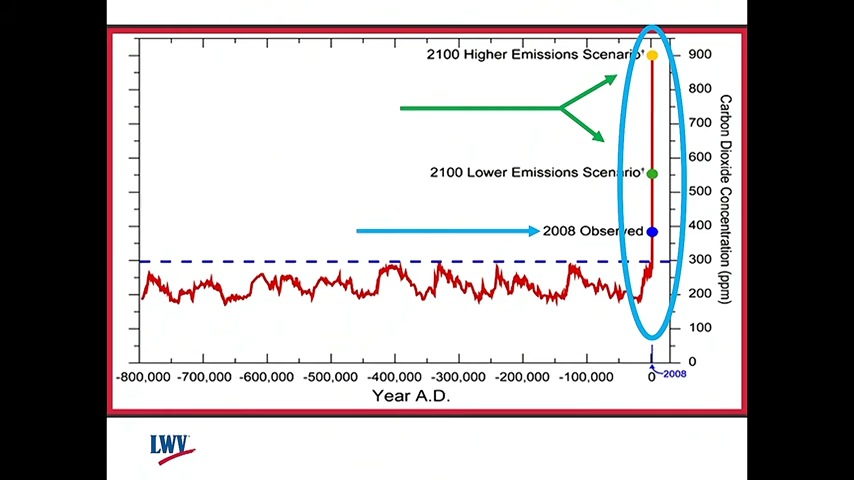 2100 Higher Emissions Scenario†
2100 Lower Emissions Scenario†
2008 Observed
900
800
700
600
500
400
300
200
100
0
Carbon Dioxide Concentration (ppm)
-800,000 -700,000 -600,000 -500,000 -400,000 -300,000 -200,000 -100,000 0 2008
Year A.D.
LWV